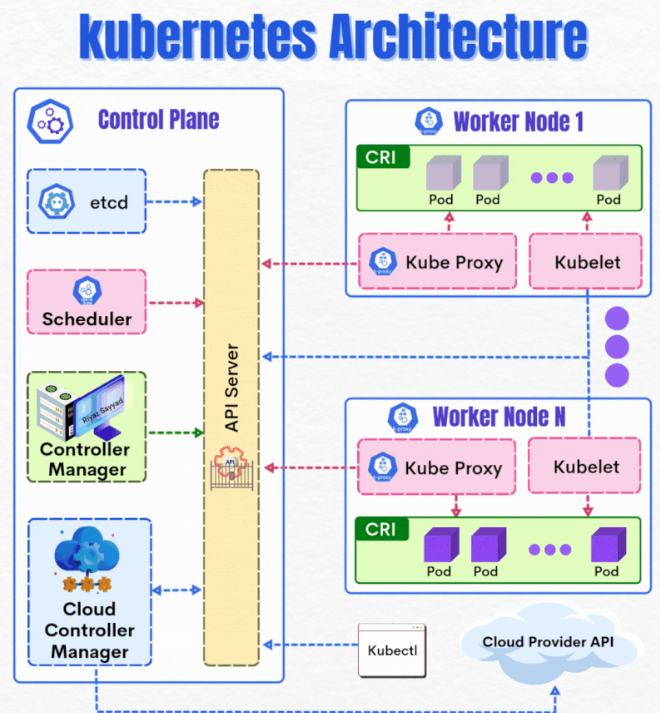 kubernetes Architecture
Control Plane
etcd
Scheduler
Riyaz Sayyad
Controller
Manager
Cloud
Controller
Manager
API Server
API
Worker Node 1
CRI
Pod
Pod
Pod
Kube Proxy
Kubelet
Worker Node N
Kube Proxy
Kubelet
CRI
Pod
Pod
Pod
Kubectl
Cloud Provider API